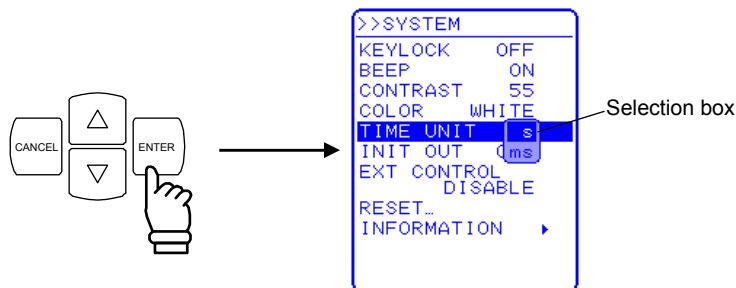 >>SYSTEM
KEYLOCK OFF
BEEP ON
CONTRAST 55
COLOR WHITE
TIME UNIT s
INIT OUT ms
EXT CONTROL
DISABLE
RESET…
INFORMATION
Selection box
CANCEL
ENTER